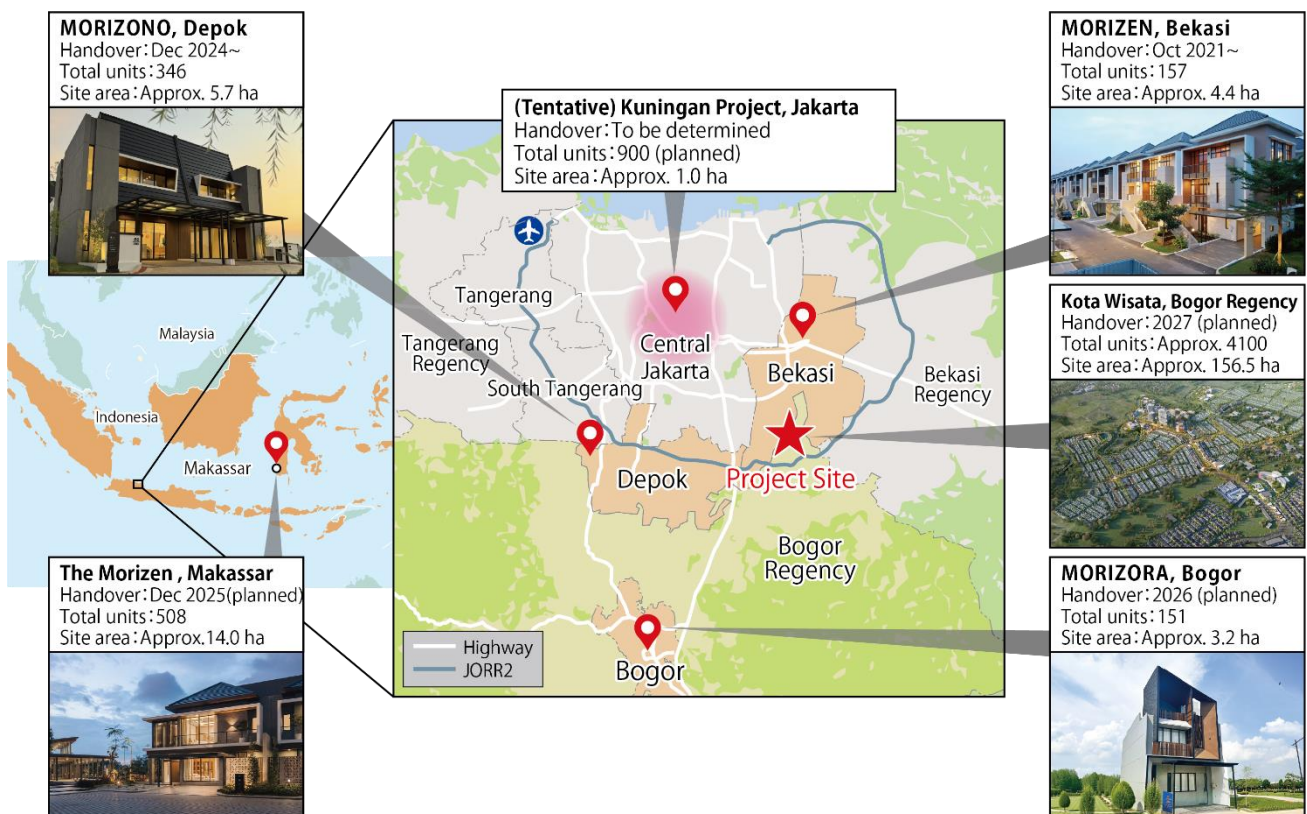 MORIZONO, Depok
Handover:Dec 2024~
Total units:346
Site area:Approx. 5.7 ha
(Tentative) Kuningan Project, Jakarta
Handover:To be determined
Total units:900 (planned)
Site area:Approx. 1.0 ha
MORIZEN, Bekasi
Handover:Oct 2021~
Total units:157
Site area:Approx. 4.4 ha
Kota Wisata, Bogor Regency
Handover:2027 (planned)
Total units:Approx. 4100
Site area:Approx. 156.5 ha
MORIZORA, Bogor
Handover:2026 (planned)
Total units:151
Site area:Approx. 3.2 ha
The Morizen , Makassar
Handover:Dec 2025(planned)
Total units:508
Site area:Approx.14.0 ha
Malaysia
Indonesia
Makassar
Tangerang
Tangerang
Regency
South Tangerang
Central
Jakarta
Bekasi
Bekasi
Regency
Depok
Project Site
Bogor
Regency
Bogor
Highway
JORR2